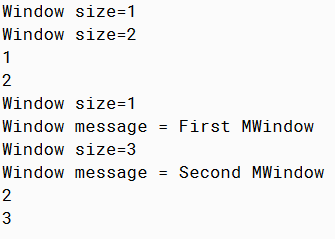 Window size=1
Window size=2
1
2
Window size=1
Window message = First MWindow
Window size=3
Window message = Second MWindow
2
3